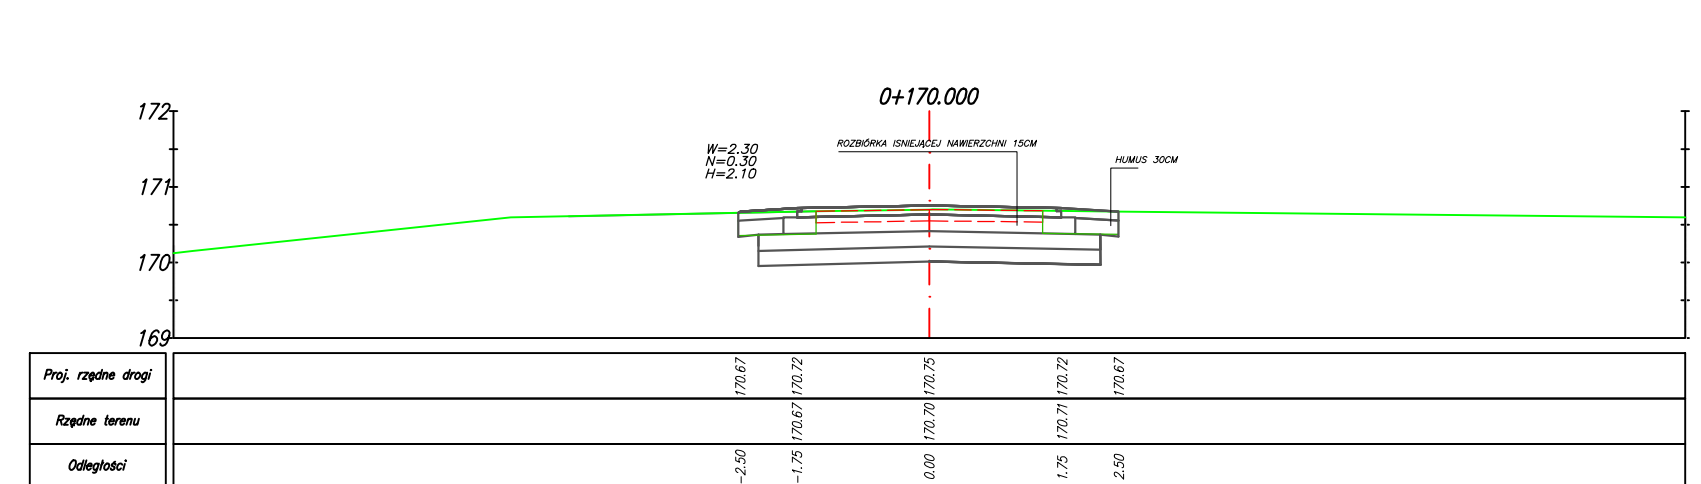 0+170.000
172
171
170
169
W=2.30
N=0.30
H=2.10
ROZBIÓRKA ISNIEJĄCEJ NAWIERZCHNI 15CM
HUMUS 30CM
Proj. rzędne drogi
170.67 170.72 170.75 170.72 170.67
Rzędne terenu
170.67 170.70 170.71
Odległości
-2.50 -1.75 0.00 1.75 2.50